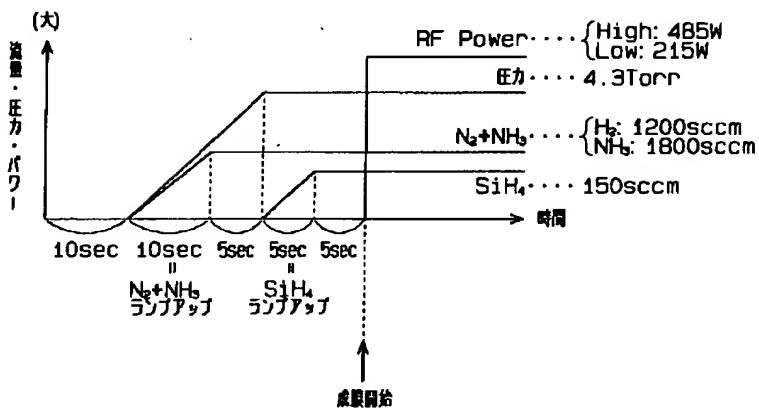 (大)
流量・圧力・パワー
RF Power････{High: 485W
Low: 215W
圧力････4.3Torr
N₂+NH₃････{H₂: 1200sccm
NH₃: 1800sccm
SiH₄････150sccm
時間
10sec 10sec 5sec 5sec 5sec
= =
N₂+NH₃ SiH₄
ランプアップ ランプアップ
成膜開始